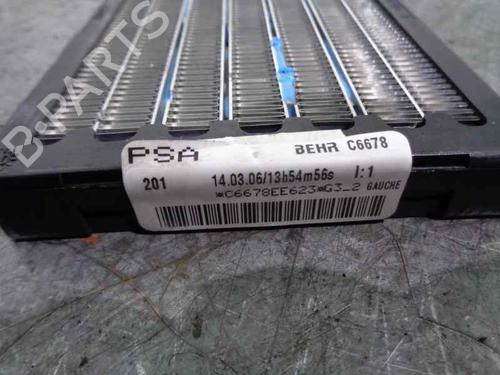 B-PARTS
PSA BEHR C6678
201 14.03.06/13h54m56s I:1
*C6678EE623*G3_2 GAUCHE